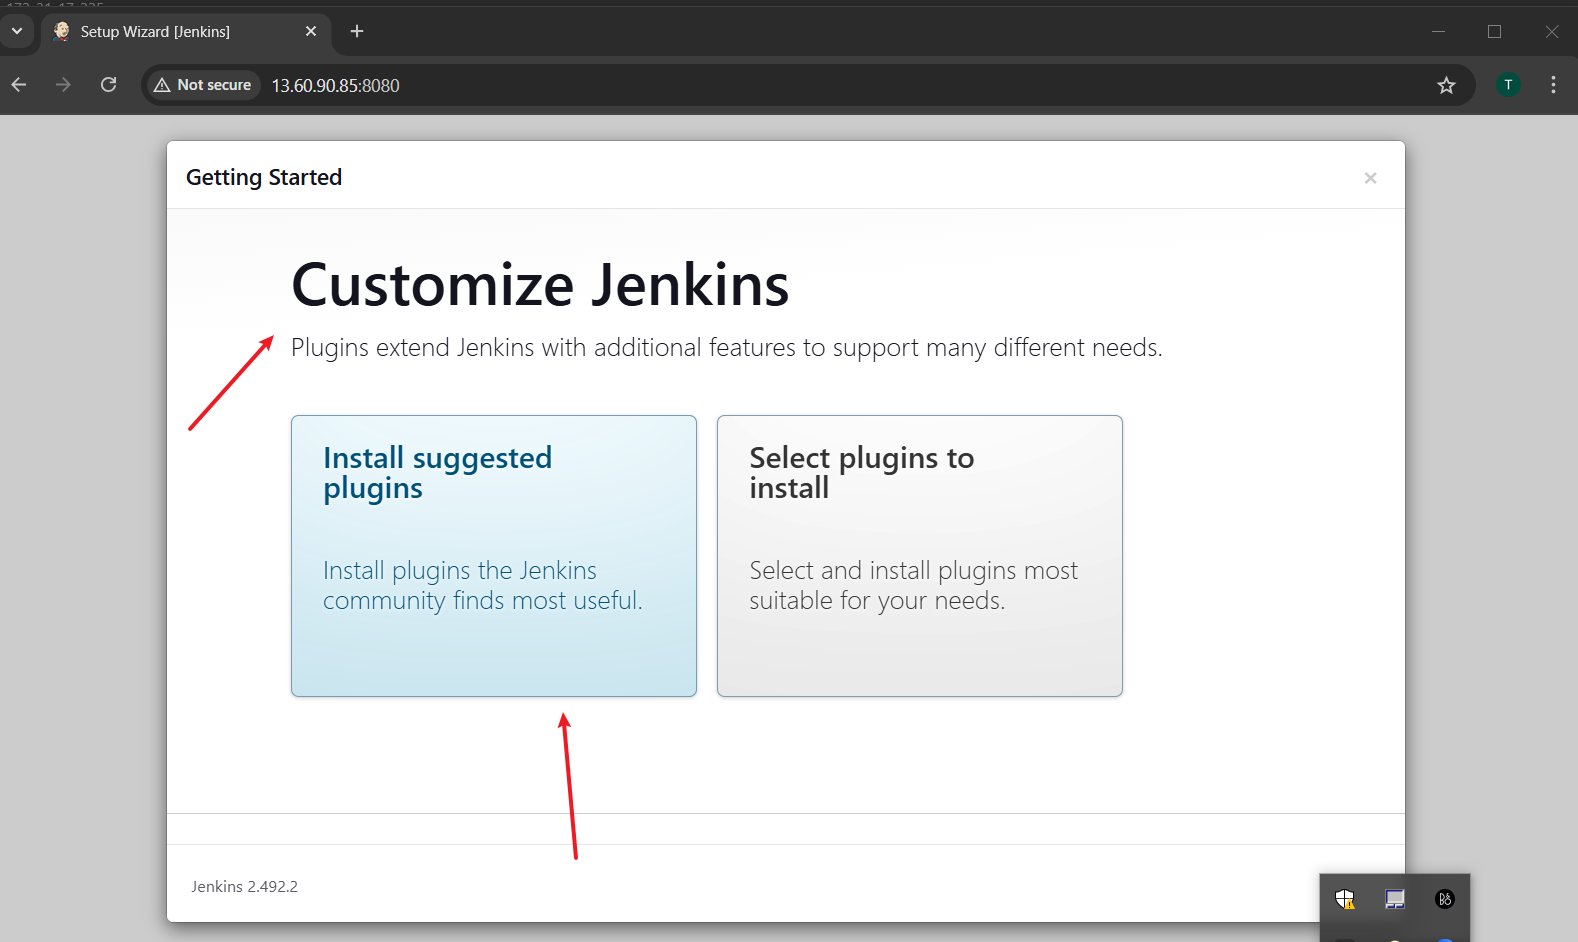 Setup Wizard [Jenkins]
Not secure
13.60.90.85:8080
T
Getting Started
Customize Jenkins
Plugins extend Jenkins with additional features to support many different needs.
Install suggested
plugins
Install plugins the Jenkins
community finds most useful.
Select plugins to
install
Select and install plugins most
suitable for your needs.
Jenkins 2.492.2